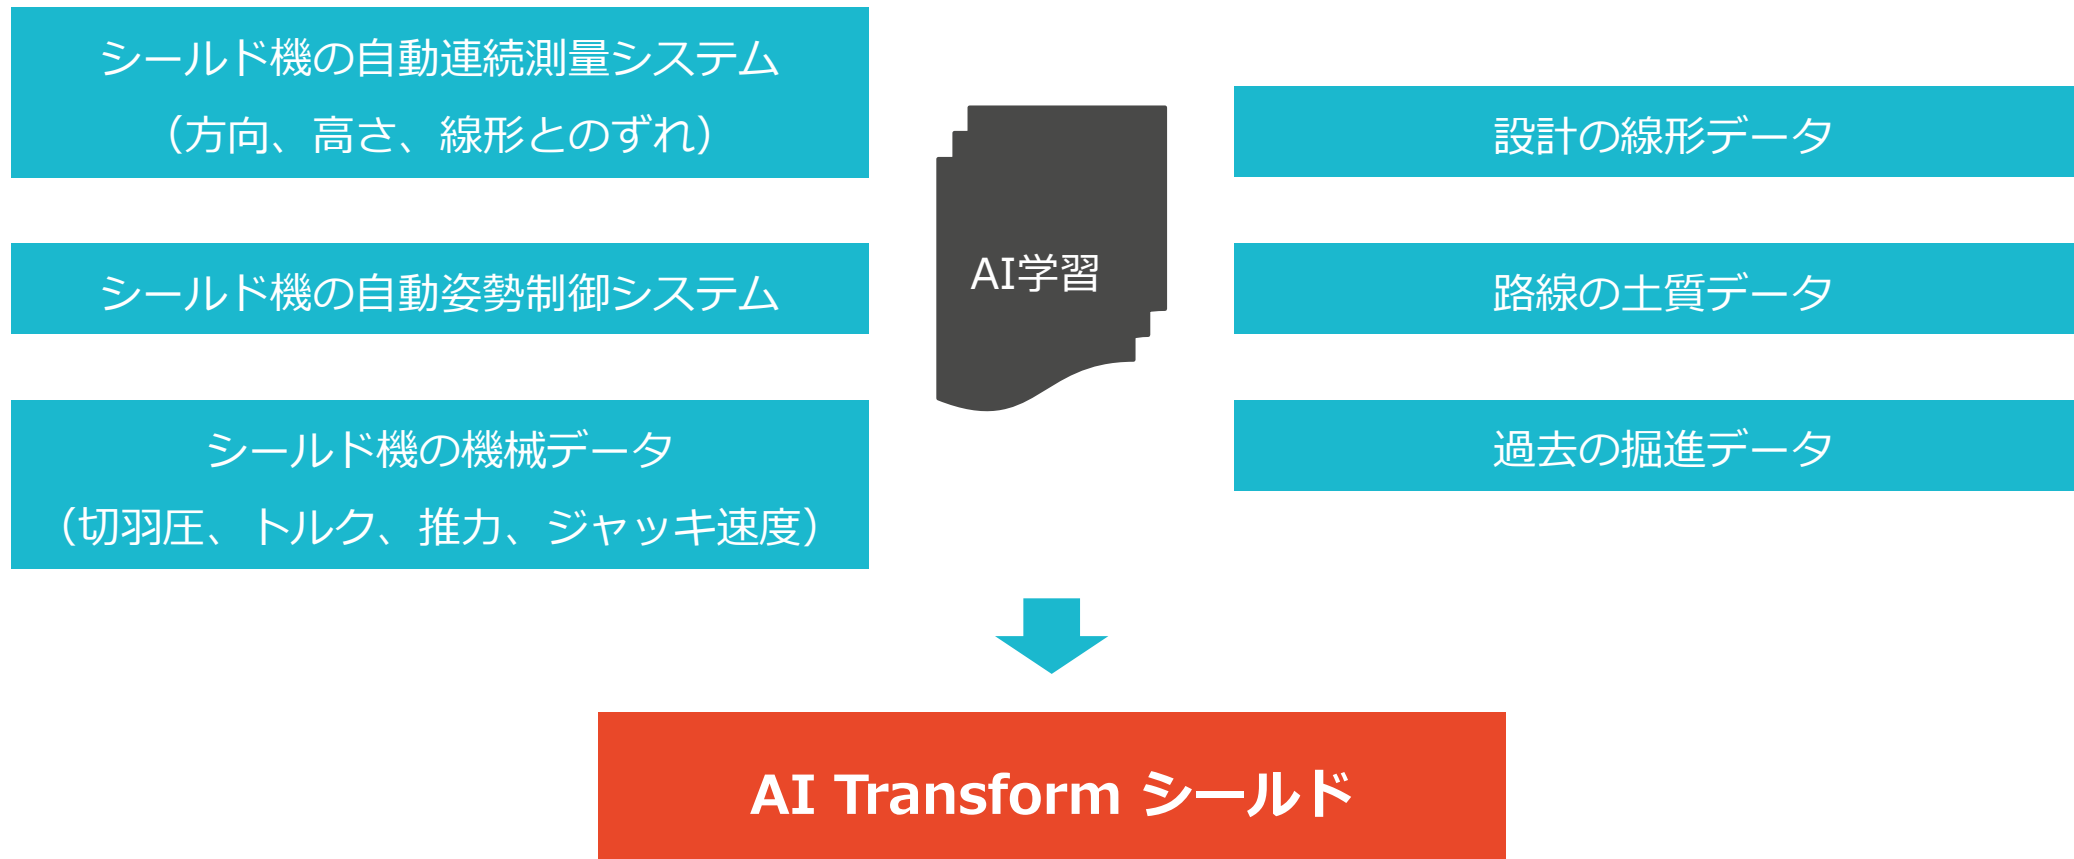 シールド機の自動連続測量システム
（方向、高さ、線形とのずれ）
シールド機の自動姿勢制御システム
シールド機の機械データ
（切羽圧、トルク、推力、ジャッキ速度）
AI学習
設計の線形データ
路線の土質データ
過去の掘進データ
AI Transform シールド